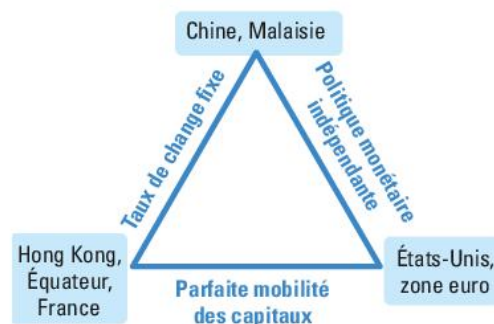 Chine, Malaisie
Taux de change fixe
Politique monétaire
indépendante
Hong Kong,
Équateur,
France
Parfaite mobilité
des capitaux
États-Unis,
zone euro